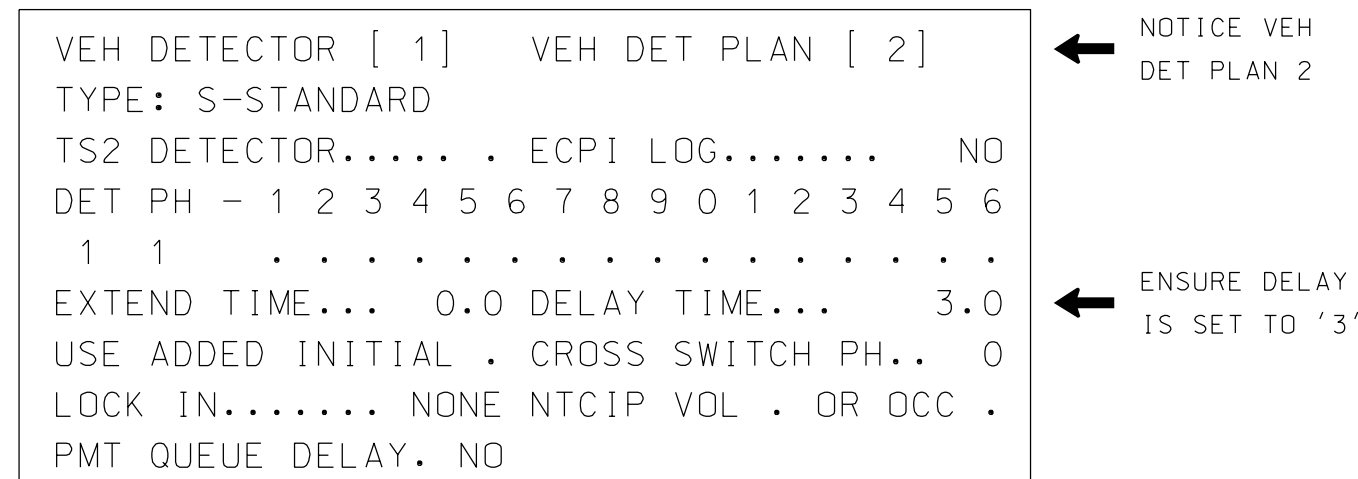 VEH DETECTOR [ 1] VEH DET PLAN [ 2]
TYPE: S-STANDARD
TS2 DETECTOR..... . ECPI LOG....... NO
DET PH - 1 2 3 4 5 6 7 8 9 0 1 2 3 4 5 6
1 1 . . . . . . . . . . . . . . . .
EXTEND TIME... 0.0 DELAY TIME... 3.0
USE ADDED INITIAL . CROSS SWITCH PH.. 0
LOCK IN....... NONE NTCIP VOL . OR OCC .
PMT QUEUE DELAY. NO
NOTICE VEH
DET PLAN 2
ENSURE DELAY
IS SET TO '3'